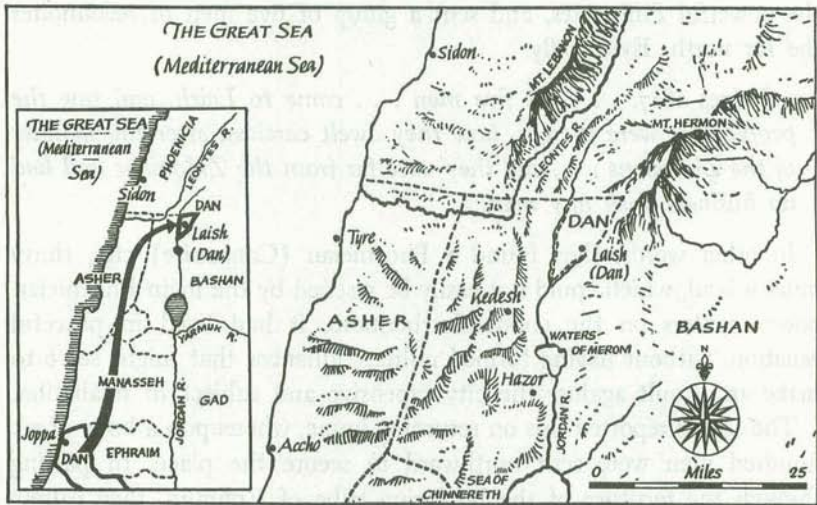 THE GREAT SEA
(Mediterranean Sea)
THE GREAT SEA
(Mediterranean
Sea)
PHOENICIA
LEONTES R.
Sidon
DAN
Laish
(Dan)
ASHER
BASHAN
YARMUK R.
MANASSEH
JORDAN R.
GAD
Joppa
DAN
EPHRAIM
Sidon
MT. LEBANON
MT. HERMON
LEONTES R.
DAN
Tyre
Laish
(Dan)
Kedesh
ASHER
BASHAN
WATERS
OF MEROM
N
Hazor
JORDAN R.
Accho
SEA OF
CHINNERETH
Miles
25